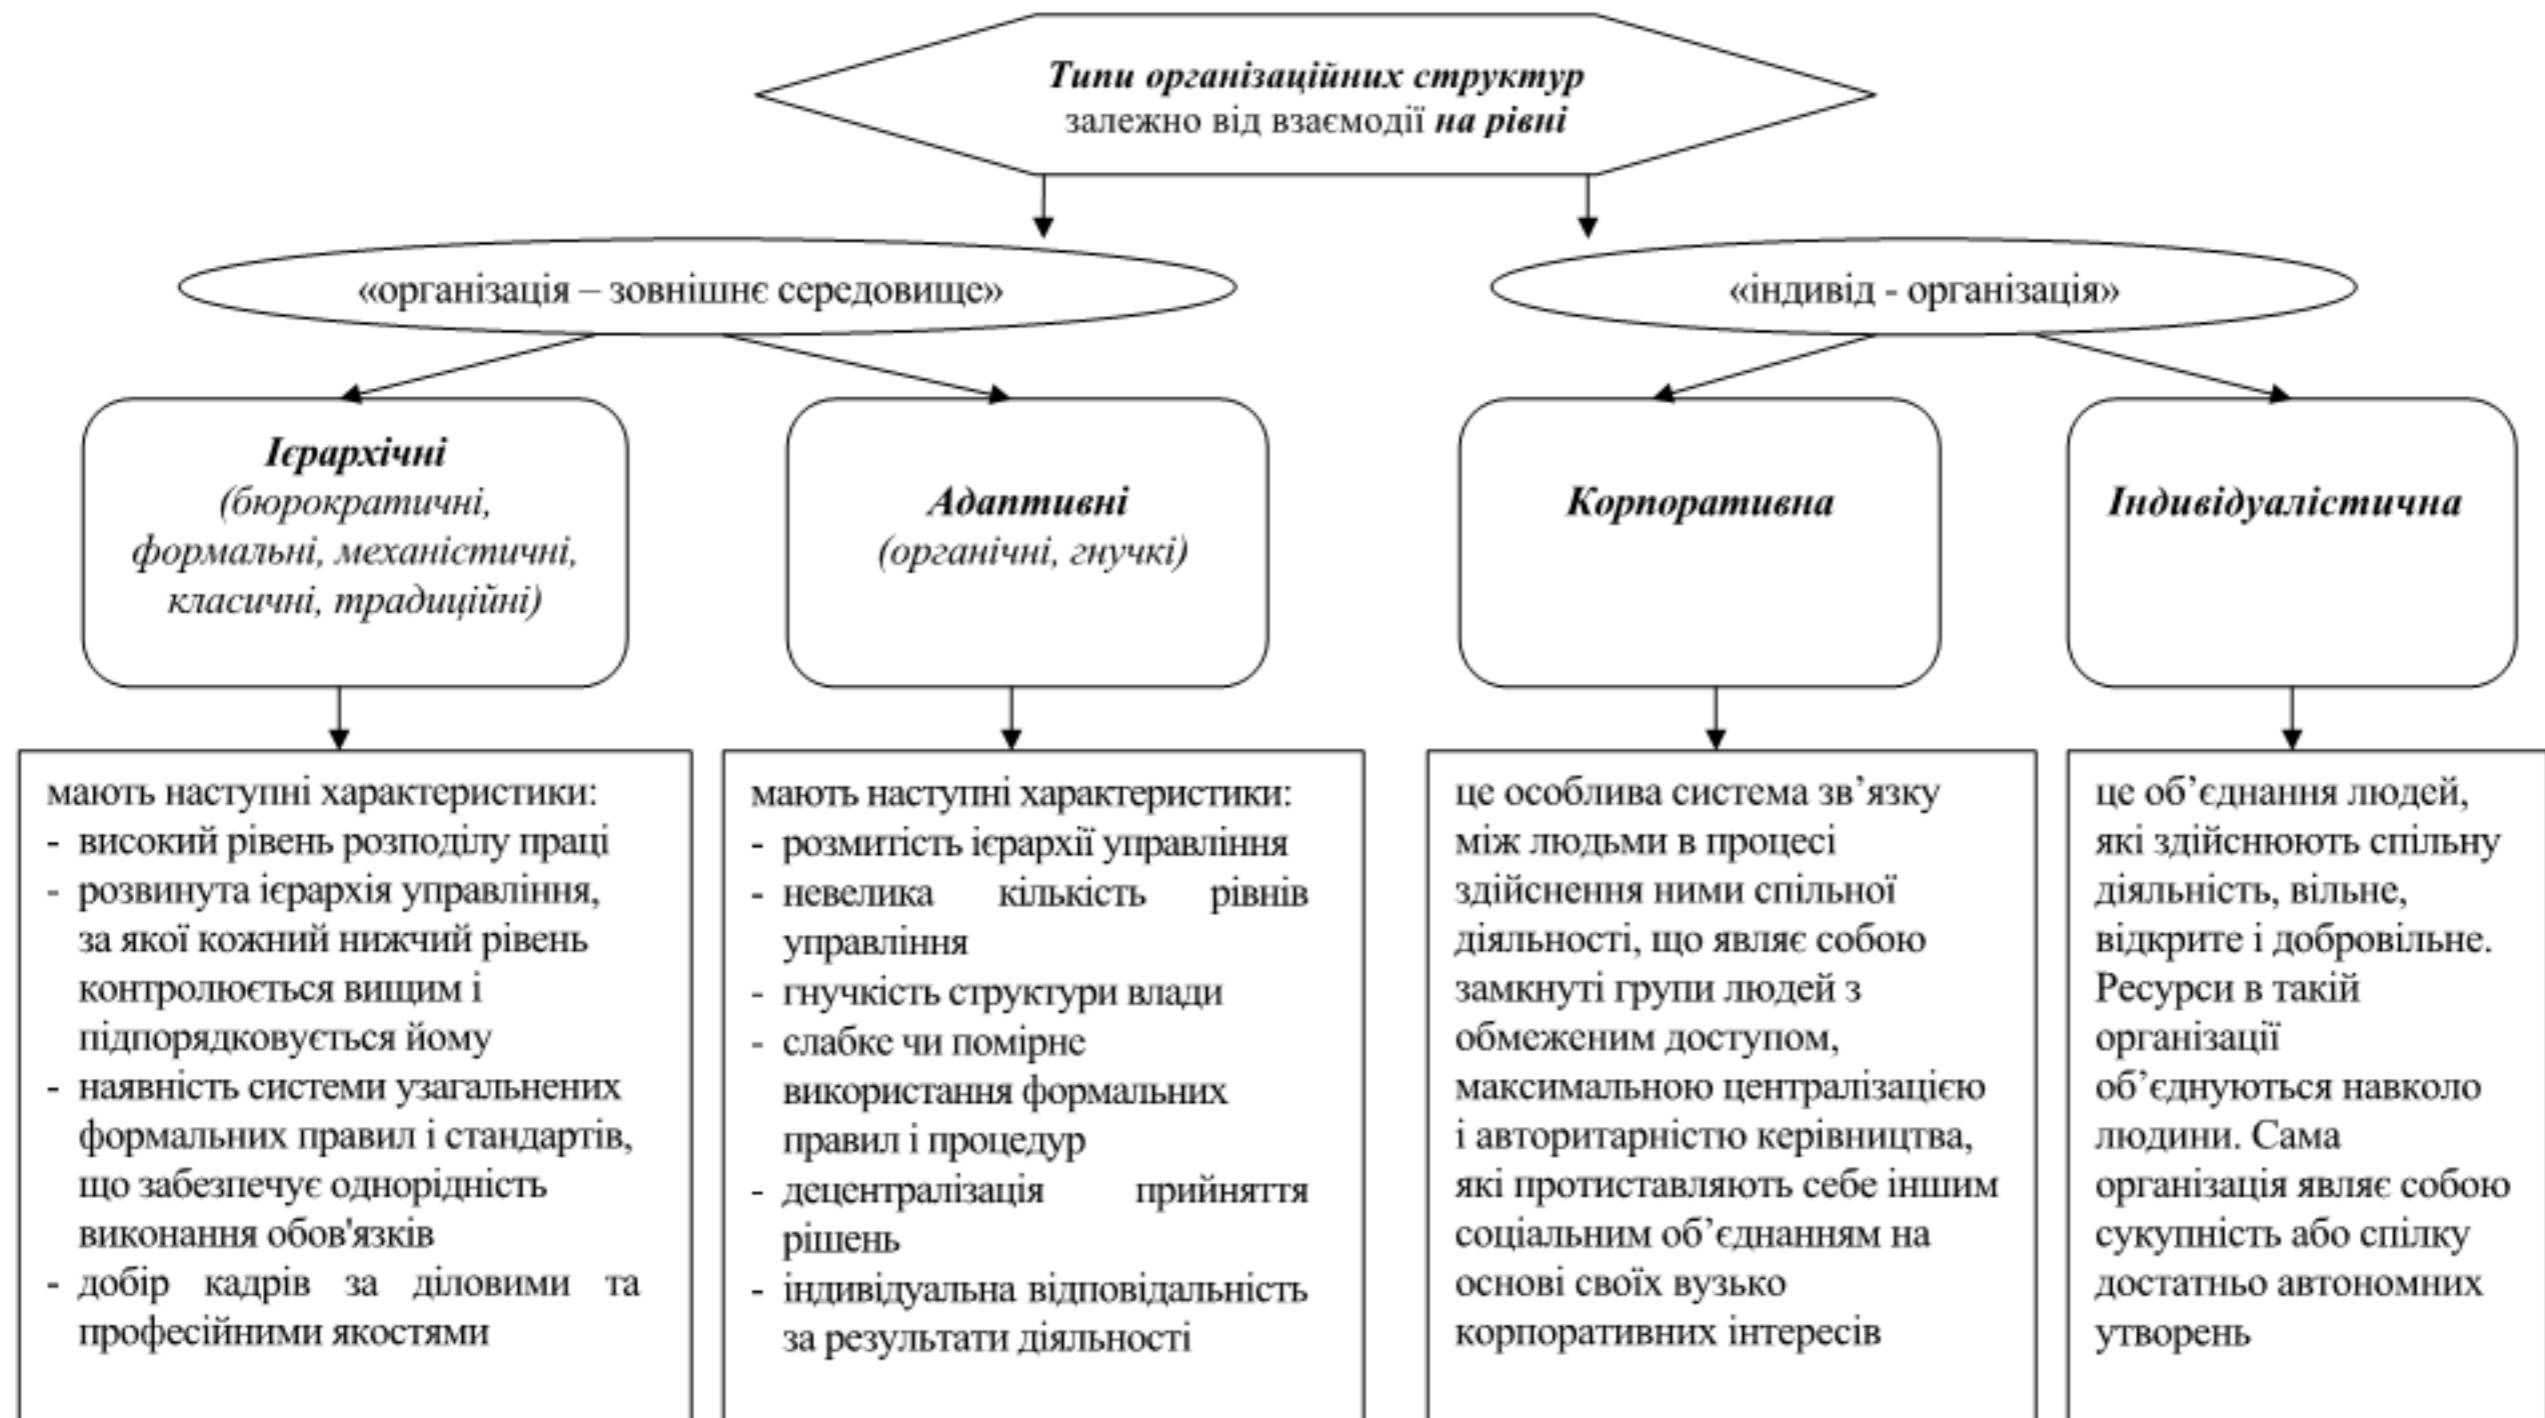 Типи організаційних структур
залежно від взаємодії на рівні
«організація – зовнішнє середовище»
«індивід - організація»
Ієрархічні
(бюрократичні,
формальні, механістичні,
класичні, традиційні)
Адаптивні
(органічні, гнучкі)
Корпоративна
Індивідуалістична
мають наступні характеристики:
- високий рівень розподілу праці
- розвинута ієрархія управління,
за якої кожний нижчий рівень
контролюється вищим і
підпорядковується йому
- наявність системи узагальнених
формальних правил і стандартів,
що забезпечує однорідність
виконання обов'язків
- добір кадрів за діловими та
професійними якостями
мають наступні характеристики:
- розмитість ієрархії управління
- невелика кількість рівнів
управління
- гнучкість структури влади
- слабке чи помірне
використання формальних
правил і процедур
- децентралізація прийняття
рішень
- індивідуальна відповідальність
за результати діяльності
це особлива система зв’язку
між людьми в процесі
здійснення ними спільної
діяльності, що являє собою
замкнуті групи людей з
обмеженим доступом,
максимальною централізацією
і авторитарністю керівництва,
які протиставляють себе іншим
соціальним об’єднанням на
основі своїх вузько
корпоративних інтересів
це об’єднання людей,
які здійснюють спільну
діяльність, вільне,
відкрите і добровільне.
Ресурси в такій
організації
об’єднуються навколо
людини. Сама
організація являє собою
сукупність або спілку
достатньо автономних
утворень